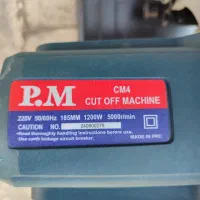 P.M
CM4
CUT OFF MACHINE
220V 50/60Hz 185MM 1200W 5000r/min
CAUTION NO.
•Read thoroughly handling instructions before use.
•Use earth leakage circuit breaker.
MADE IN PRC